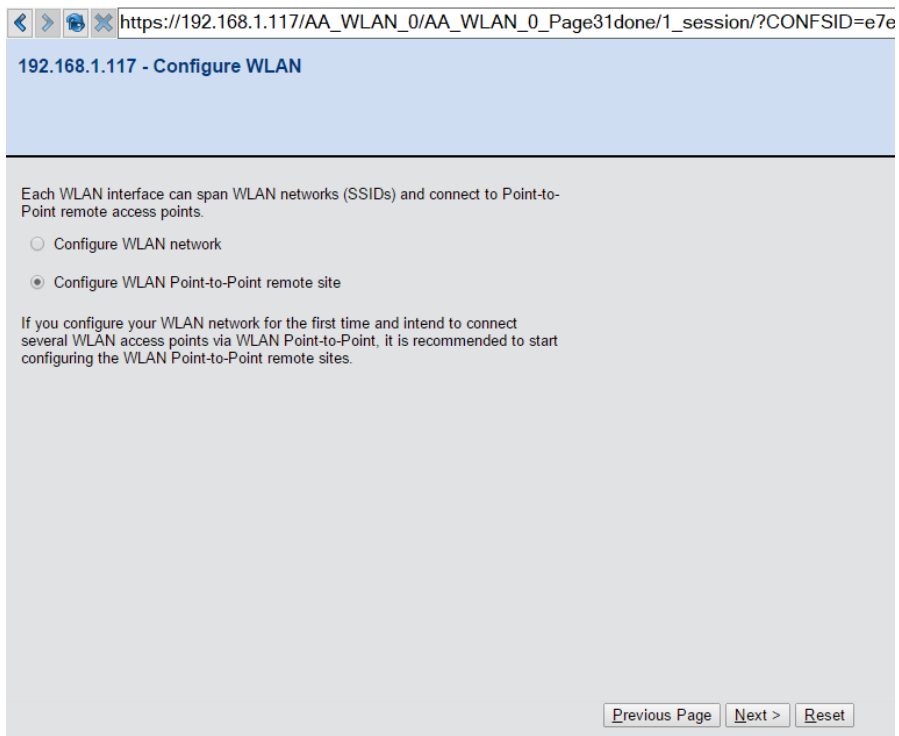 https://192.168.1.117/AA_WLAN_0/AA_WLAN_0_Page31done/1_session/?CONFSID=e7e
192.168.1.117 - Configure WLAN
Each WLAN interface can span WLAN networks (SSIDs) and connect to Point-to-
Point remote access points.
Configure WLAN network
Configure WLAN Point-to-Point remote site
If you configure your WLAN network for the first time and intend to connect
several WLAN access points via WLAN Point-to-Point, it is recommended to start
configuring the WLAN Point-to-Point remote sites.
Previous Page Next > Reset